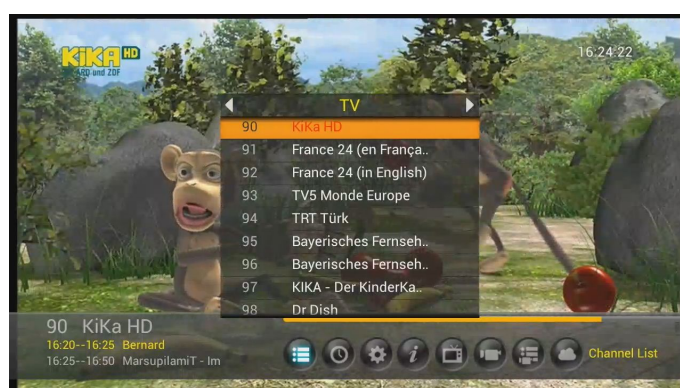 KiKA HD
ARD und ZDF
16:24:22
TV
90 KiKa HD
91 France 24 (en França..
92 France 24 (in English)
93 TV5 Monde Europe
94 TRT Türk
95 Bayerisches Fernseh..
96 Bayerisches Fernseh..
97 KIKA - Der KinderKa..
98 Dr Dish
90 KiKa HD
16:20--16:25 Bernard
16:25--16:50 MarsupilamiT - Im
Channel List